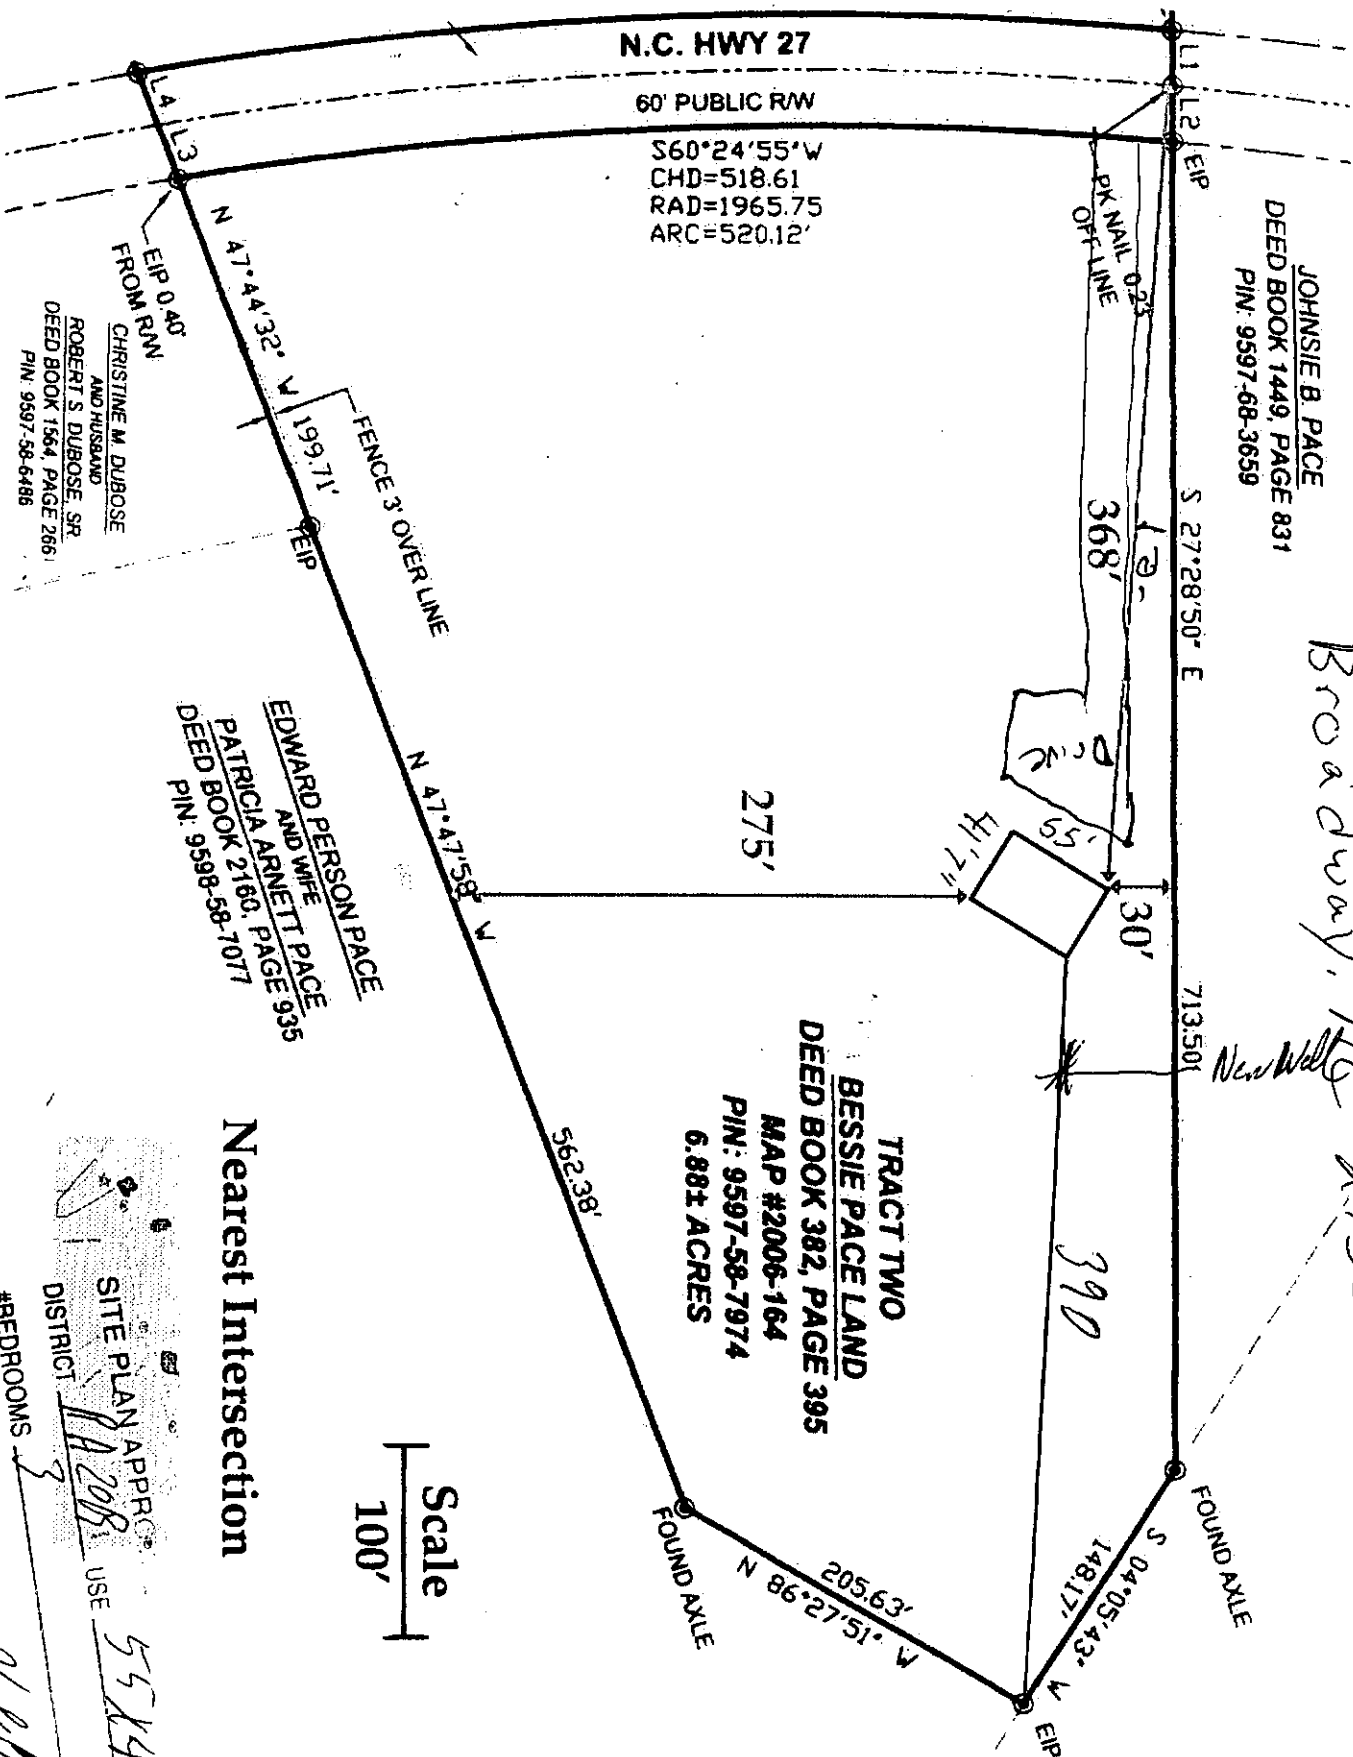 N.C. HWY 27
60' PUBLIC R/W
S60°24'55"W
CHD=518.61
RAD=1965.75
ARC=520.12'
L1
L2
EIP
L4
L3
PK NAIL 0.23
OFF LINE
JOHNSIE B. PACE
DEED BOOK 1449, PAGE 831
PIN: 9597-68-3659
Broadway,
S 27°28'50" E
713.50'
New Well
368'
Drive
55'
41'7"
30'
275'
390
N 47°44'32" W
199.71'
EIP 0.40'
FROM R/W
FENCE 3' OVER LINE
EIP
CHRISTINE M. DUBOSE
AND HUSBAND
ROBERT S. DUBOSE, SR.
DEED BOOK 1564, PAGE 266
PIN: 9597-58-6486
EDWARD PERSON PACE
AND WIFE
PATRICIA ARNETT PACE
DEED BOOK 2160, PAGE 935
PIN: 9598-58-7077
N 47°47'58" W
562.38'
TRACT TWO
BESSIE PACE LAND
DEED BOOK 382, PAGE 395
MAP #2006-164
PIN: 9597-58-7974
6.88± ACRES
FOUND AXLE
S 04°05'43" W
148.17'
EIP
205.63'
N 86°27'51" W
FOUND AXLE
Scale
100'
Nearest Intersection
SITE PLAN APPRO
DISTRICT RA20R USE
#BEDROOMS 3